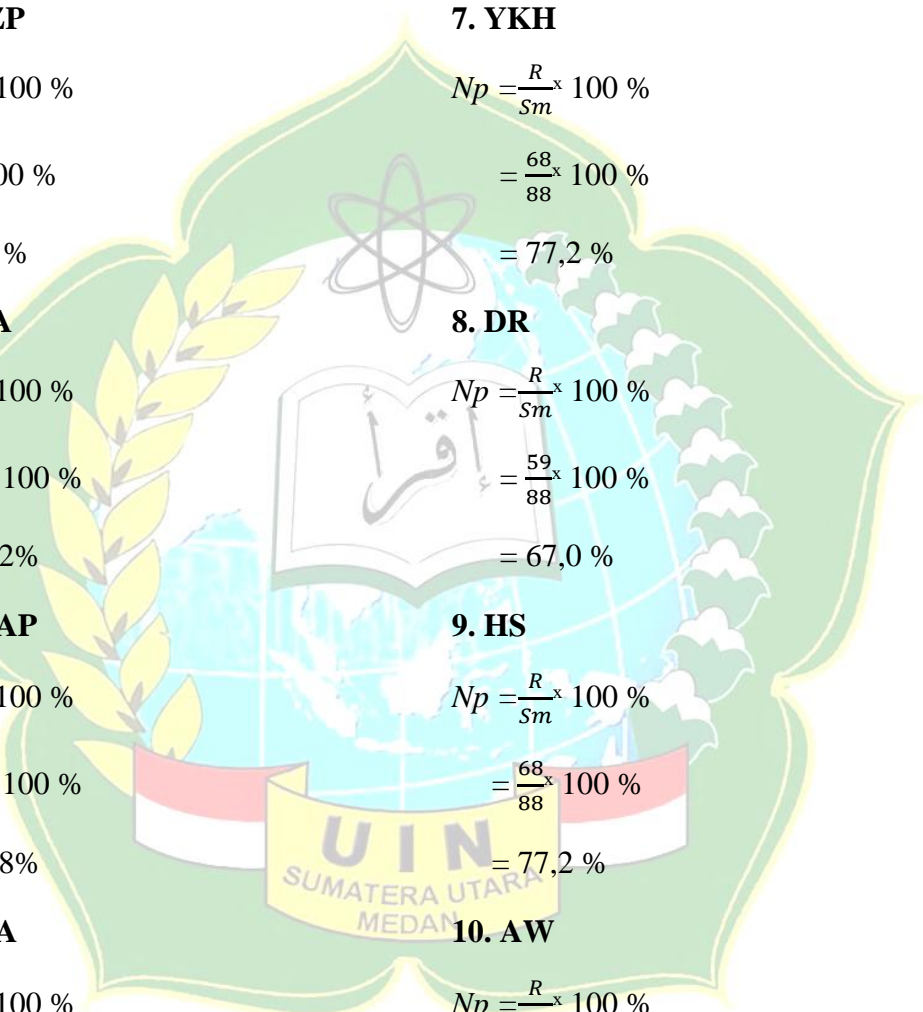 ZP
100 %
00 %
%
A
100 %
100 %
2%
AP
100 %
100 %
8%
A
100 %
7. YKH
Np = R/Sm x 100 %
= 68/88 x 100 %
= 77,2 %
8. DR
Np = R/Sm x 100 %
= 59/88 x 100 %
= 67,0 %
9. HS
Np = R/Sm x 100 %
= 68/88 x 100 %
= 77,2 %
10. AW
Np = R x 100 %
إقرأ
UIN
SUMATERA UTARA
MEDAN